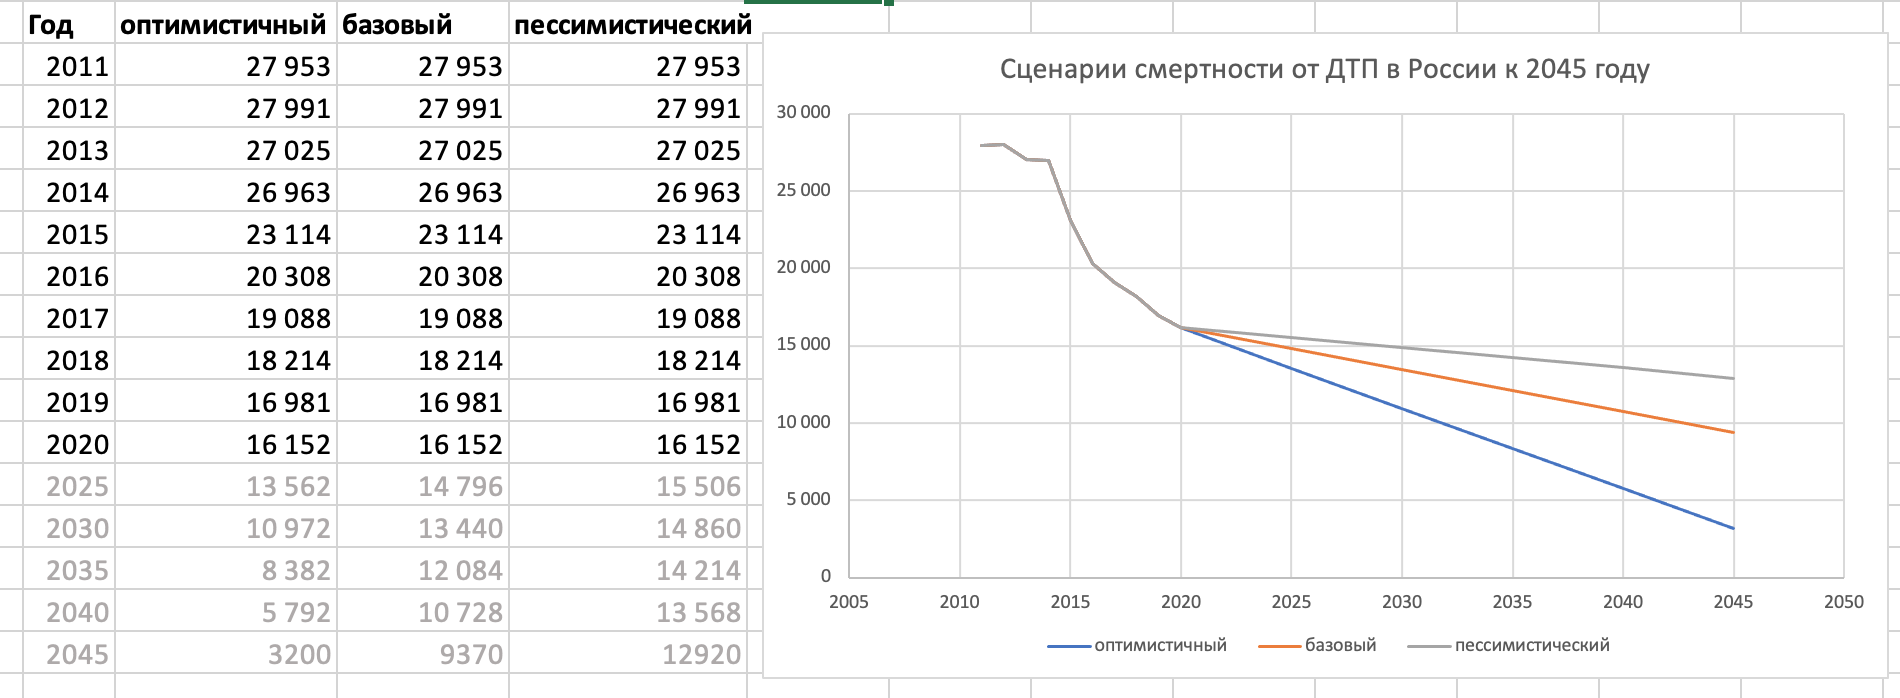 Год оптимистичный базовый пессимистический
2011 27 953 27 953 27 953
2012 27 991 27 991 27 991
2013 27 025 27 025 27 025
2014 26 963 26 963 26 963
2015 23 114 23 114 23 114
2016 20 308 20 308 20 308
2017 19 088 19 088 19 088
2018 18 214 18 214 18 214
2019 16 981 16 981 16 981
2020 16 152 16 152 16 152
2025 13 562 14 796 15 506
2030 10 972 13 440 14 860
2035 8 382 12 084 14 214
2040 5 792 10 728 13 568
2045 3200 9370 12920
Сценарии смертности от ДТП в России к 2045 году
30 000
25 000
20 000
15 000
10 000
5 000
0
2005 2010 2015 2020 2025 2030 2035 2040 2045 2050
оптимистичный базовый пессимистический